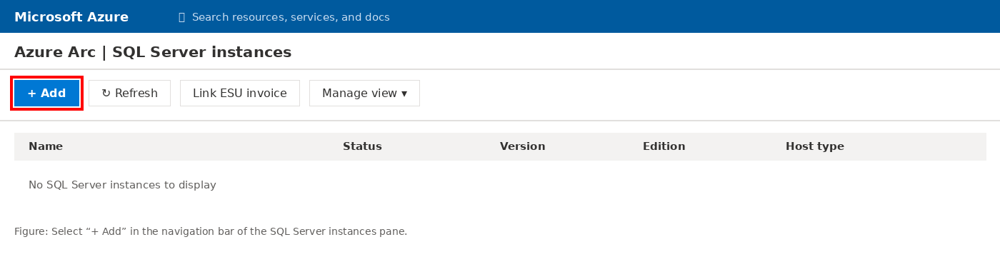 Microsoft Azure
Search resources, services, and docs
Azure Arc | SQL Server instances
+ Add
↻ Refresh
Link ESU invoice
Manage view ▾
Name Status Version Edition Host type
No SQL Server instances to display
Figure: Select “+ Add” in the navigation bar of the SQL Server instances pane.